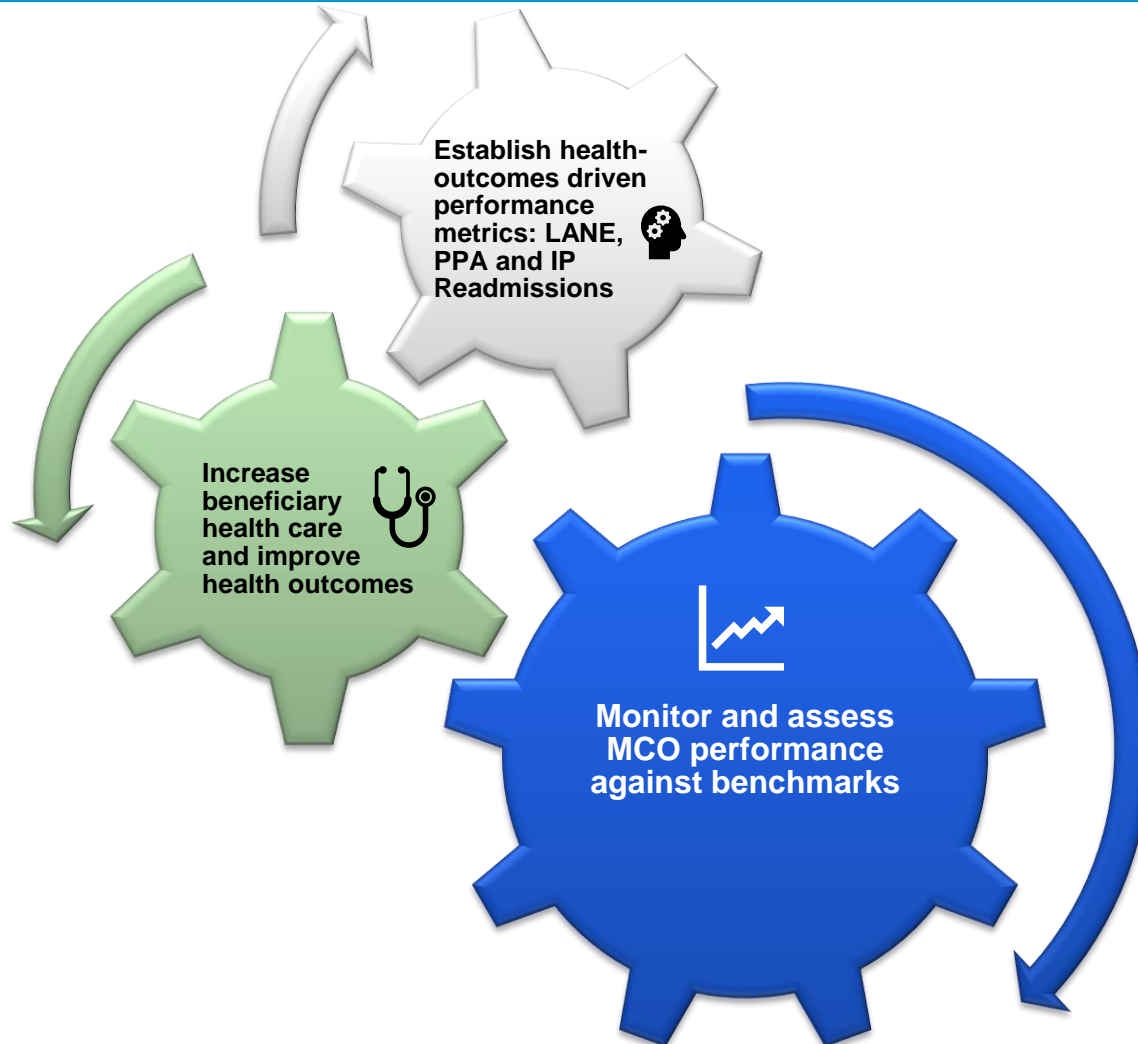 Establish health-
outcomes driven
performance
metrics: LANE,
PPA and IP
Readmissions
Increase
beneficiary
health care
and improve
health outcomes
Monitor and assess
MCO performance
against benchmarks